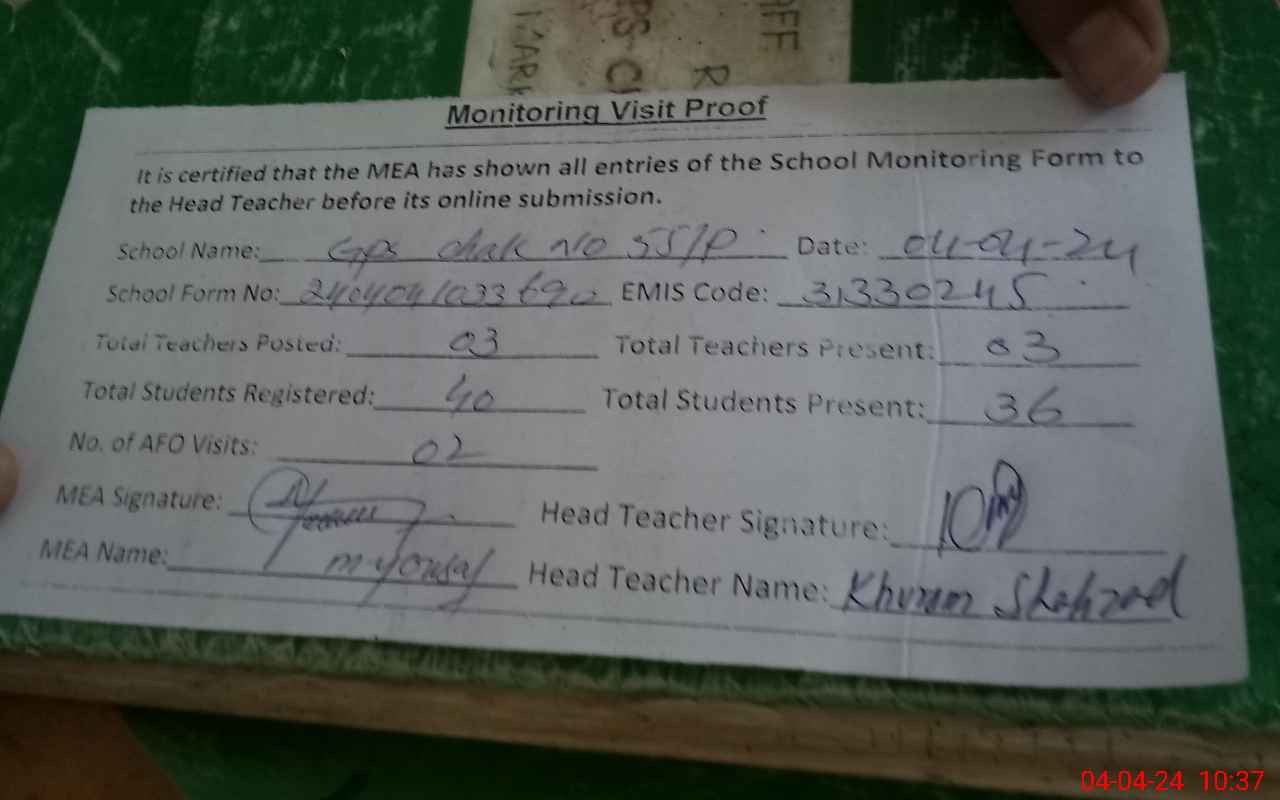 Monitoring Visit Proof
It is certified that the MEA has shown all entries of the School Monitoring Form to
the Head Teacher before its online submission.
School Name: GPS chak no 55/P Date: 04-04-24
School Form No: 240404103369 EMIS Code: 31330245
Total Teachers Posted: 03 Total Teachers Present: 03
Total Students Registered: 40 Total Students Present: 36
No. of AFO Visits: 02
MEA Signature: Head Teacher Signature:
MEA Name: m.yousaf Head Teacher Name: Khuram Shahzad
04-04-24 10:37